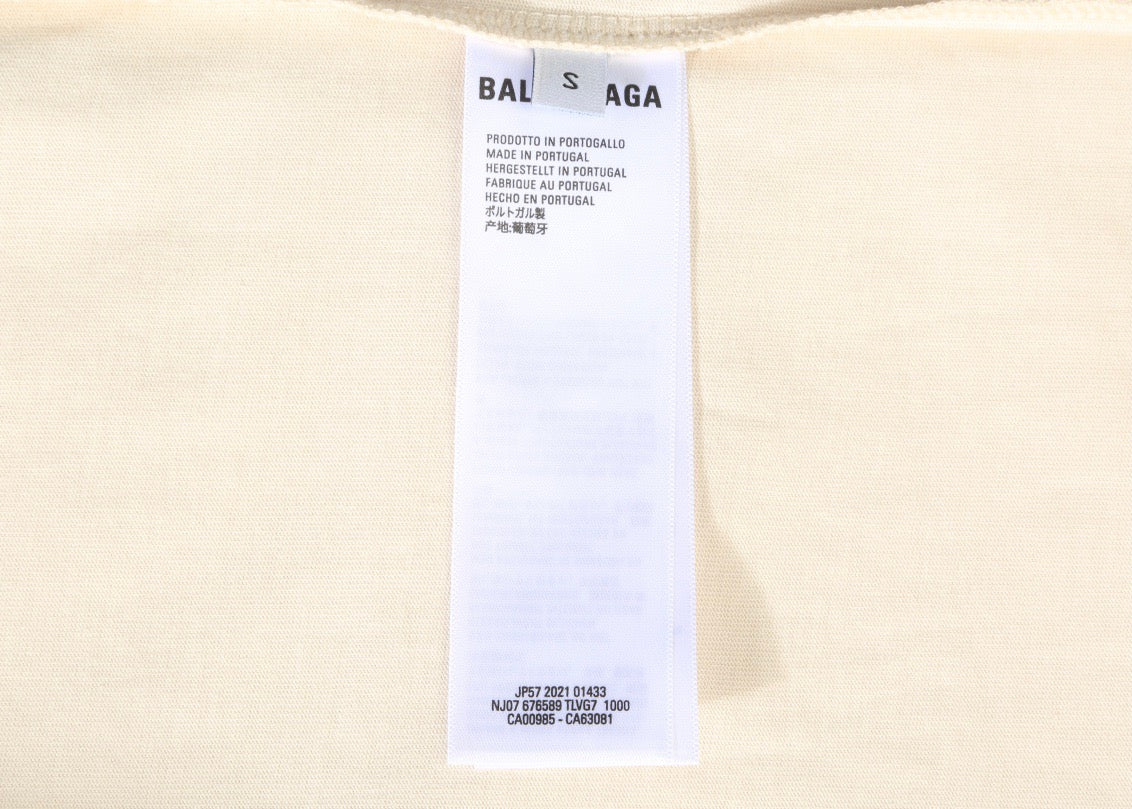 BAL AGA
S
PRODOTTO IN PORTOGALLO
MADE IN PORTUGAL
HERGESTELLT IN PORTUGAL
FABRIQUE AU PORTUGAL
HECHO EN PORTUGAL
ポルトガル製
产地:葡萄牙
JP57 2021 01433
NJ07 676589 TLVG7 1000
CA00985 - CA63081